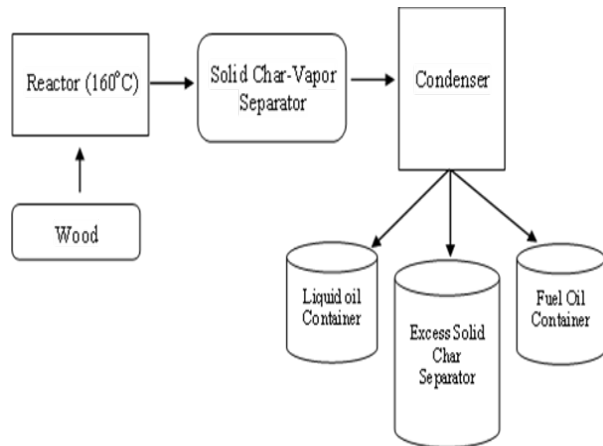 Reactor (160°C)
Solid Char-Vapor
Separator
Condenser
Wood
Liquid oil
Container
Excess Solid
Char
Separator
Fuel Oil
Container